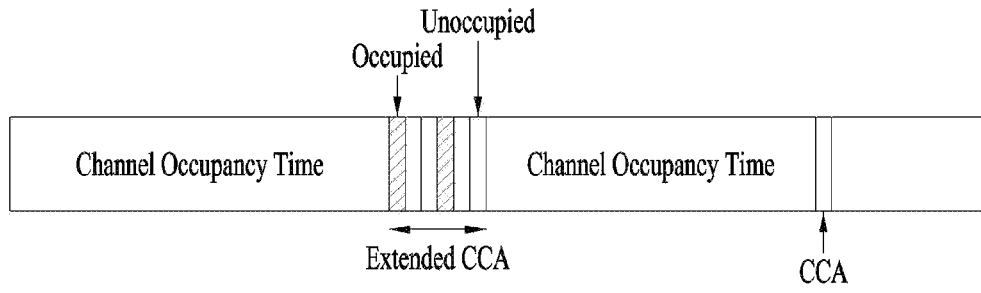 Unoccupied
Occupied
Channel Occupancy Time
Channel Occupancy Time
Extended CCA
CCA